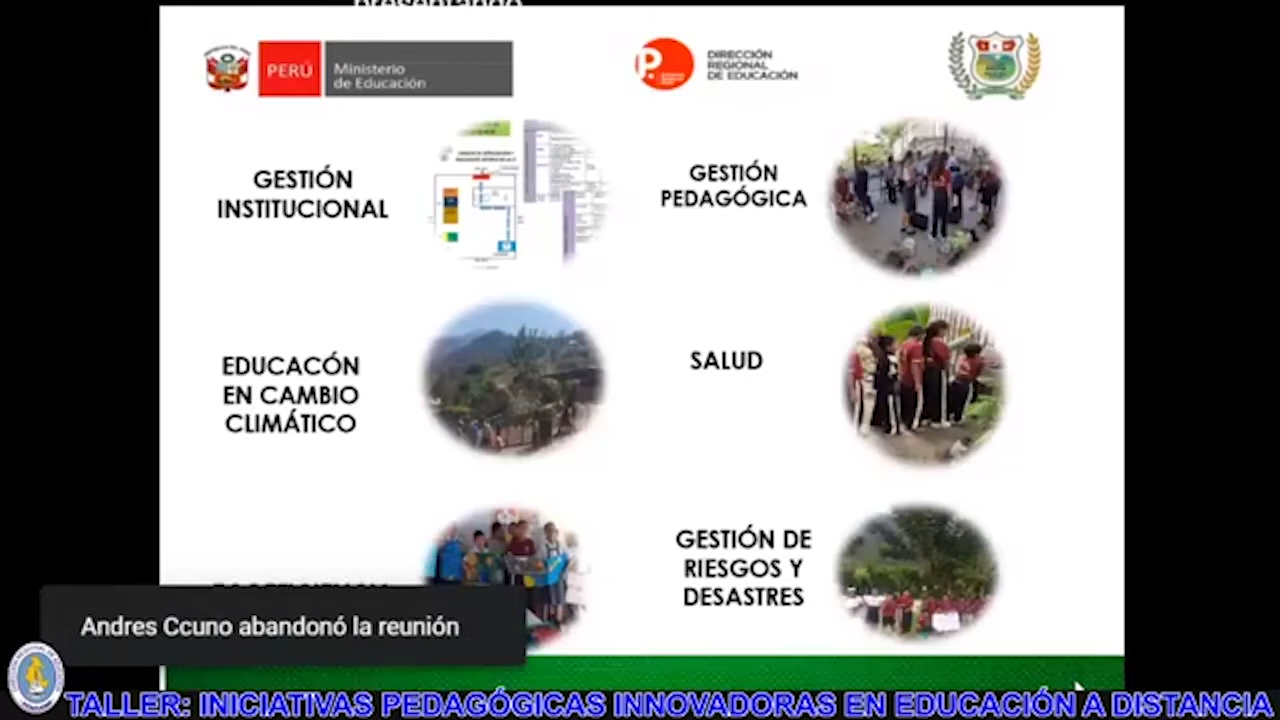 presentando
PERÚ
Ministerio
de Educación
DIRECCIÓN
REGIONAL
DE EDUCACIÓN
GESTIÓN
INSTITUCIONAL
GESTIÓN
PEDAGÓGICA
EDUCACÓN
EN CAMBIO
CLIMÁTICO
SALUD
GESTIÓN DE
RIESGOS Y
DESASTRES
Andres Ccuno abandonó la reunión
TALLER: INICIATIVAS PEDAGÓGICAS INNOVADORAS EN EDUCACIÓN A DISTANCIA